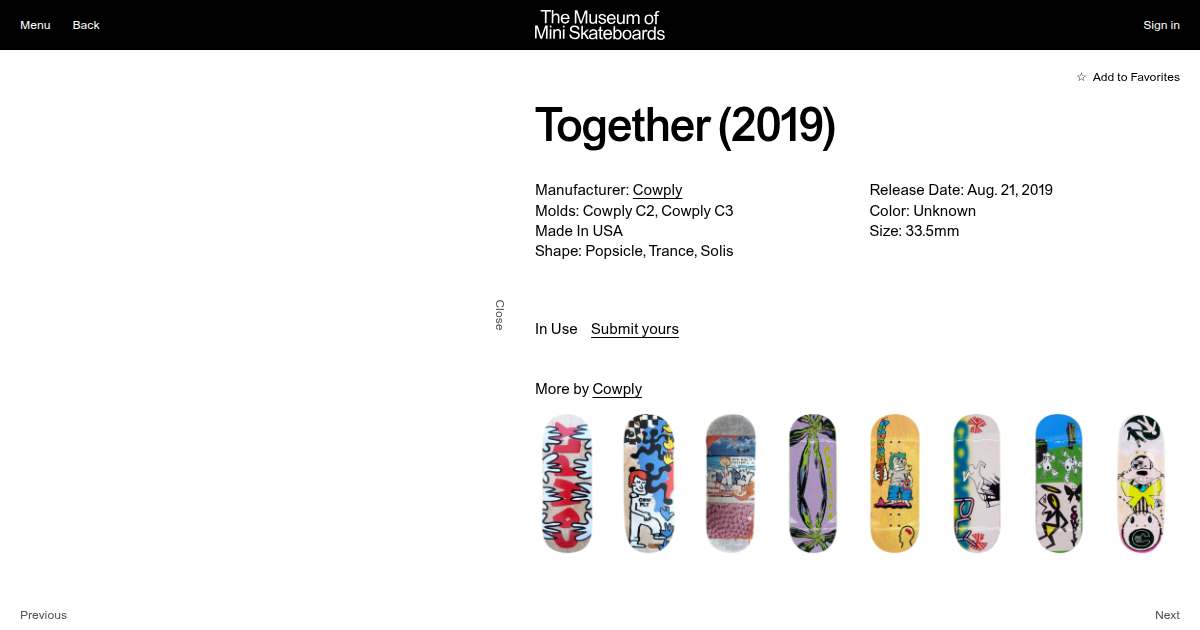 Menu
Back
The Museum of
Mini Skateboards
Sign in
☆ Add to Favorites
Together (2019)
Manufacturer: Cowply
Molds: Cowply C2, Cowply C3
Made In USA
Shape: Popsicle, Trance, Solis
Release Date: Aug. 21, 2019
Color: Unknown
Size: 33.5mm
Close
In Use Submit yours
More by Cowply
COWPLY
Previous
Next